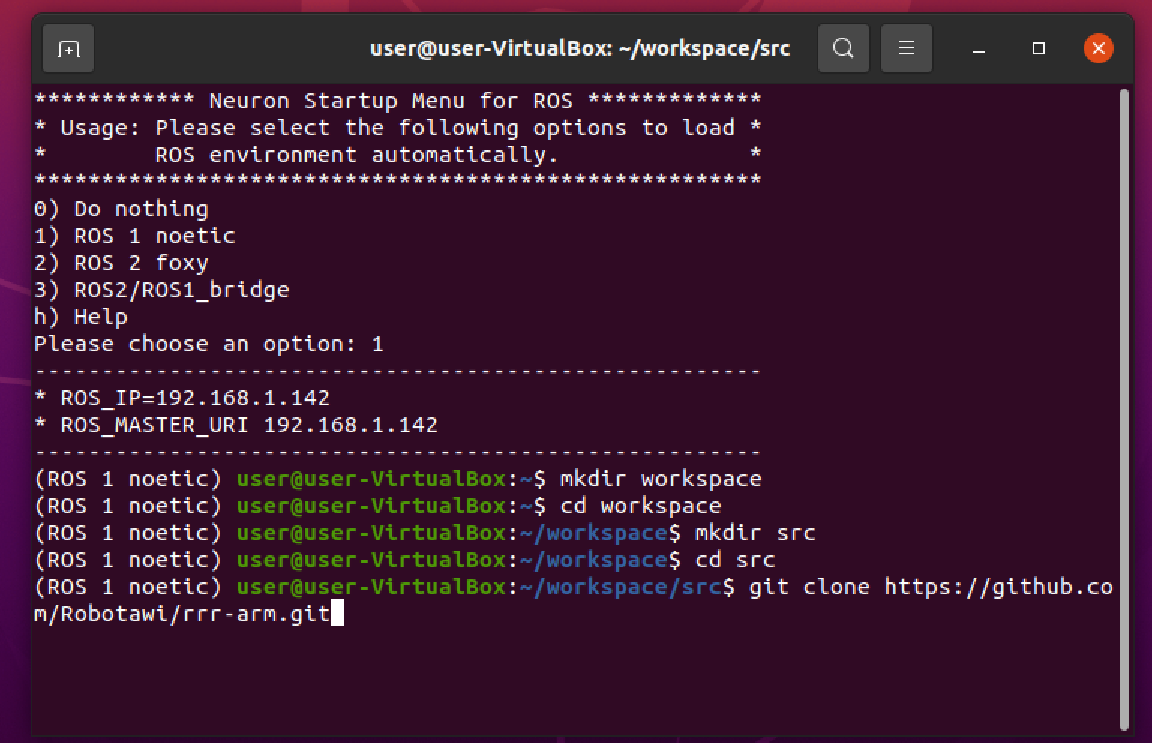 user@user-VirtualBox: ~/workspace/src
************ Neuron Startup Menu for ROS *************
* Usage: Please select the following options to load *
*        ROS environment automatically.              *
******************************************************
0) Do nothing
1) ROS 1 noetic
2) ROS 2 foxy
3) ROS2/ROS1_bridge
h) Help
Please choose an option: 1
------------------------------------------------------
* ROS_IP=192.168.1.142
* ROS_MASTER_URI 192.168.1.142
------------------------------------------------------
(ROS 1 noetic) user@user-VirtualBox:~$ mkdir workspace
(ROS 1 noetic) user@user-VirtualBox:~$ cd workspace
(ROS 1 noetic) user@user-VirtualBox:~/workspace$ mkdir src
(ROS 1 noetic) user@user-VirtualBox:~/workspace$ cd src
(ROS 1 noetic) user@user-VirtualBox:~/workspace/src$ git clone https://github.co
m/Robotawi/rrr-arm.git